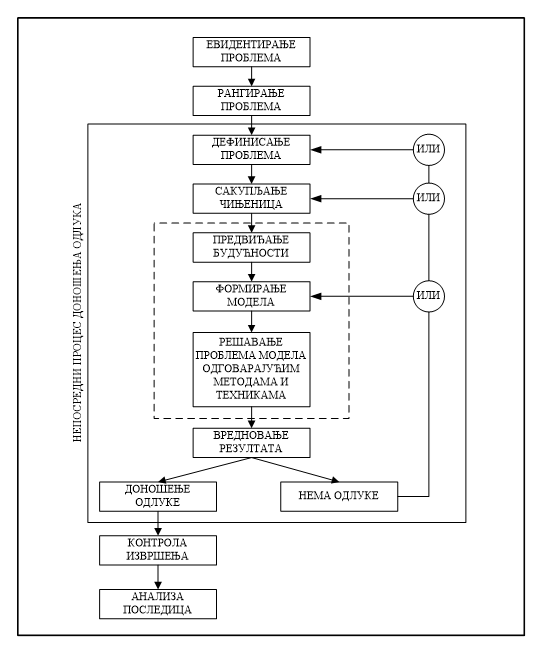 ЕВИДЕНТИРАЊЕ
ПРОБЛЕМА
РАНГИРАЊЕ
ПРОБЛЕМА
ДЕФИНИСАЊЕ
ПРОБЛЕМА
ИЛИ
САКУПЉАЊЕ
ЧИЊЕНИЦА
ИЛИ
НЕПОСРЕДНИ ПРОЦЕС ДОНОШЕЊА ОДЛУКА
ПРЕДВИЂАЊЕ
БУДУЋНОСТИ
ФОРМИРАЊЕ
МОДЕЛА
ИЛИ
РЕШАВАЊЕ
ПРОБЛЕМА МОДЕЛА
ОДГОВАРАЈУЋИМ
МЕТОДАМА И
ТЕХНИКАМА
ВРЕДНОВАЊЕ
РЕЗУЛТАТА
ДОНОШЕЊЕ
ОДЛУКЕ
НЕМА ОДЛУКЕ
КОНТРОЛА
ИЗВРШЕЊА
АНАЛИЗА
ПОСЛЕДИЦА